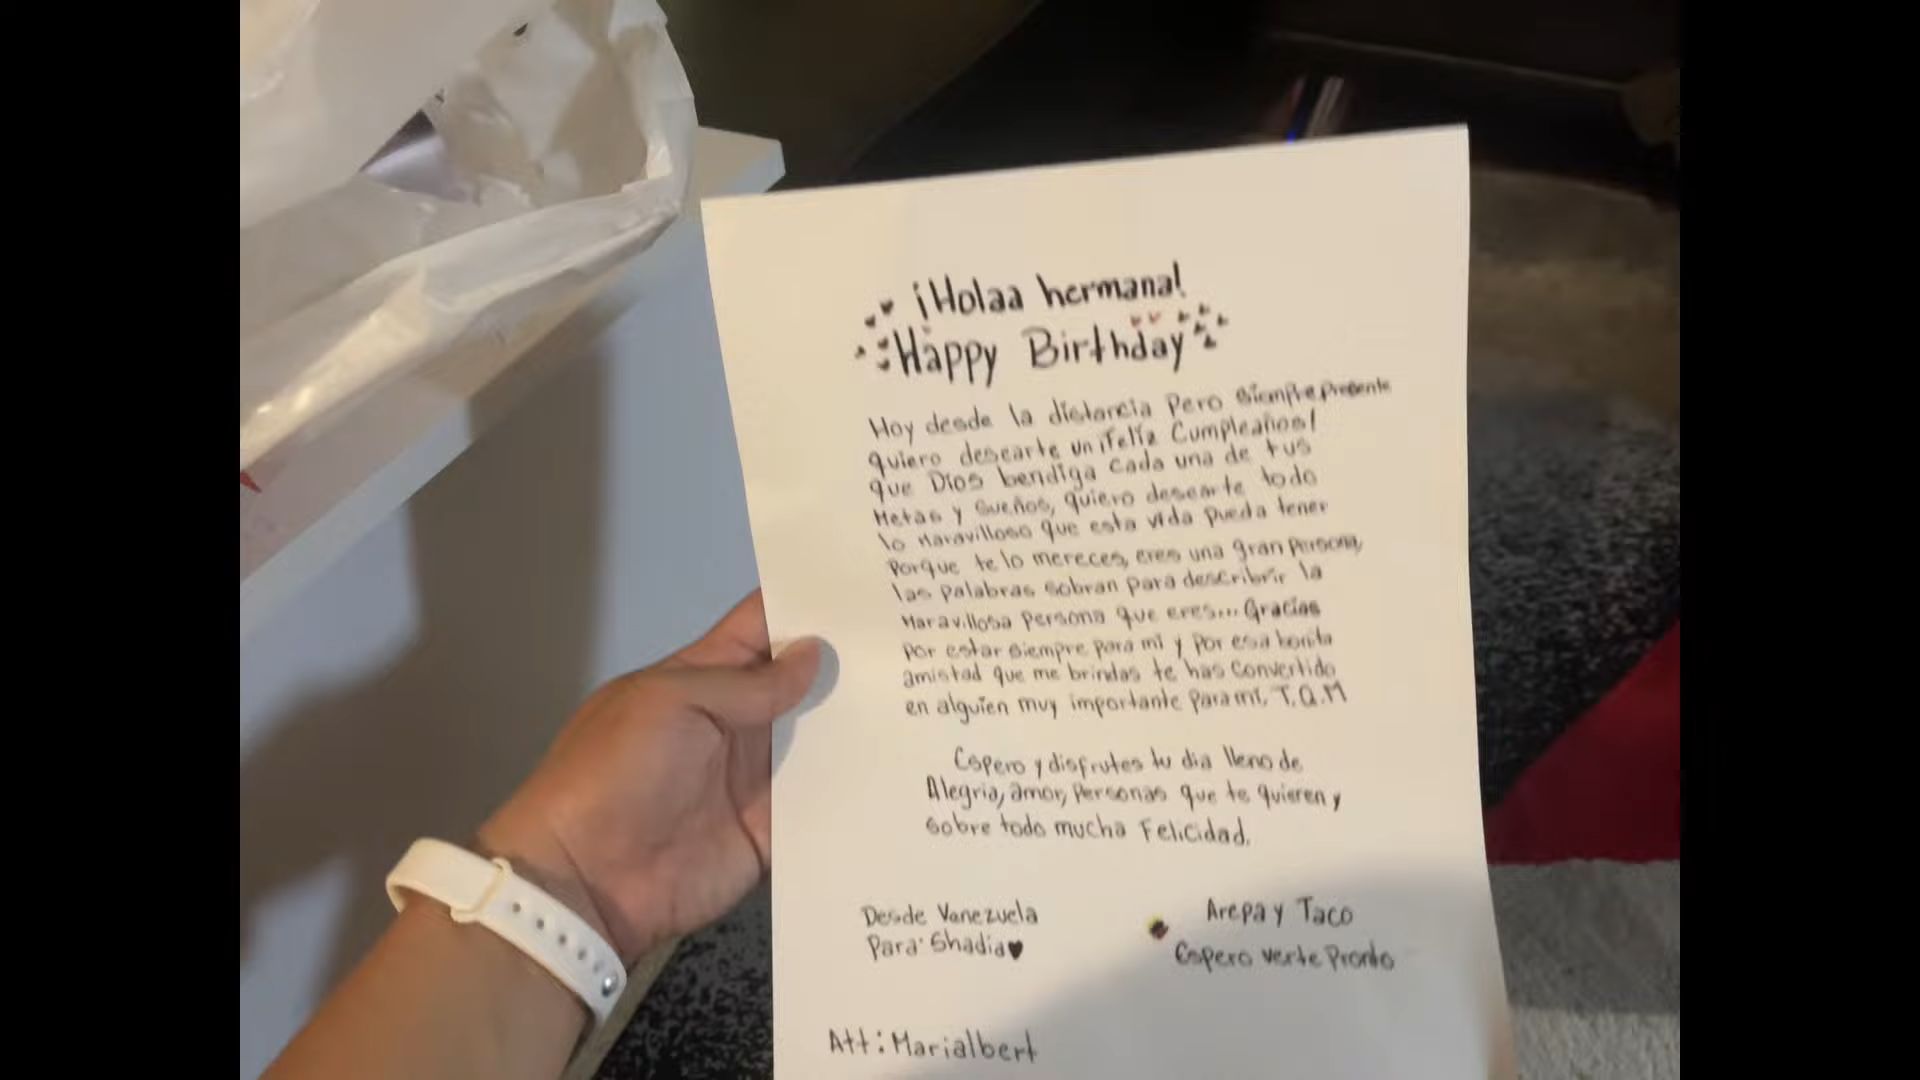 ¡Holaa hermana!
Happy Birthday
Hoy desde la distancia Pero siempre presente
quiero desearte un ¡Felíz Cumpleaños!
que Dios bendiga cada una de tus
Metas y sueños, quiero desearte todo
lo Maravilloso que esta vida pueda tener
Porque te lo mereces, eres una gran persona,
las palabras sobran para describrir la
Maravillosa persona que eres... Gracias
por estar siempre para mi y por esa bonita
amistad que me brindas te has convertido
en alguien muy importante para mi. T.Q.M
Espero y disfrutes tu dia lleno de
Alegria, amor, personas que te quieren y
sobre todo mucha Felicidad.
Desde Vanezuela
Para: Shadia♥
Arepa y Taco
Espero verte Pronto
Att: Marialbert